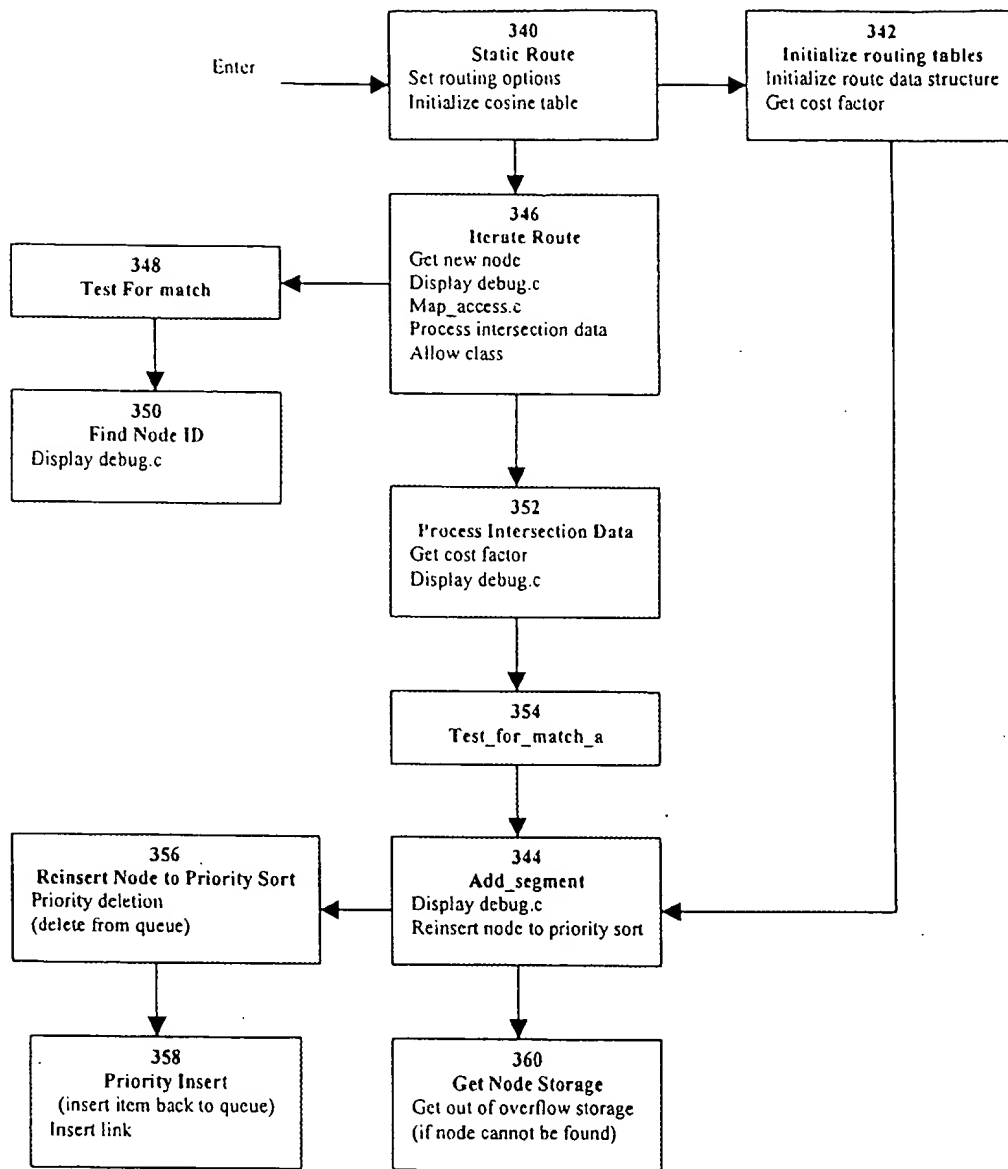 Enter
340
Static Route
Set routing options
Initialize cosine table
342
Initialize routing tables
Initialize route data structure
Get cost factor
346
Iterate Route
Get new node
Display debug.c
Map_access.c
Process intersection data
Allow class
348
Test For match
350
Find Node ID
Display debug.c
352
Process Intersection Data
Get cost factor
Display debug.c
354
Test_for_match_a
356
Reinsert Node to Priority Sort
Priority deletion
(delete from queue)
344
Add_segment
Display debug.c
Reinsert node to priority sort
358
Priority Insert
(insert item back to queue)
Insert link
360
Get Node Storage
Get out of overflow storage
(if node cannot be found)